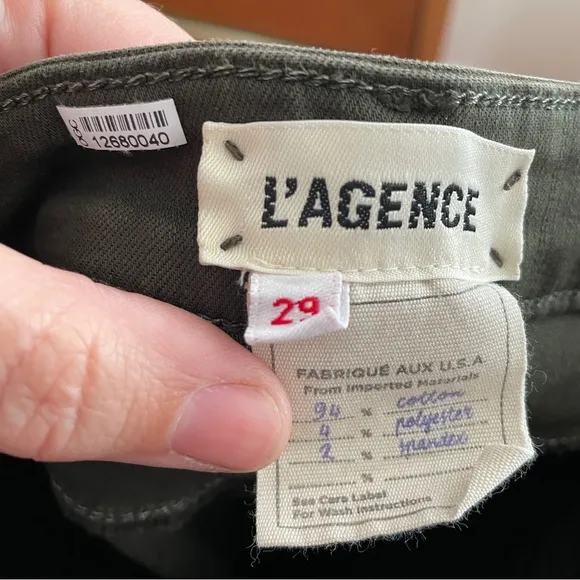 12680040
L'AGENCE
29
FABRIQUÉ AUX U.S.A
From Imported Materials
94 % cotton
4 % polyester
2 % spandex
%
See Care Label
For Wash Instructions